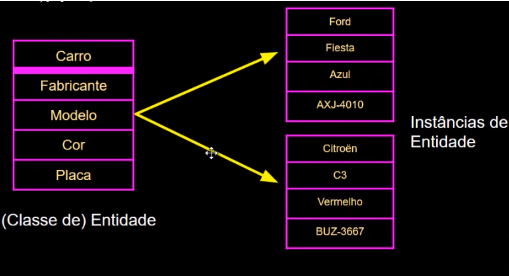 Carro
Fabricante
Modelo
Cor
Placa
(Classe de) Entidade
Ford
Fiesta
Azul
AXJ-4010
Citroën
C3
Vermelho
BUZ-3667
Instâncias de
Entidade